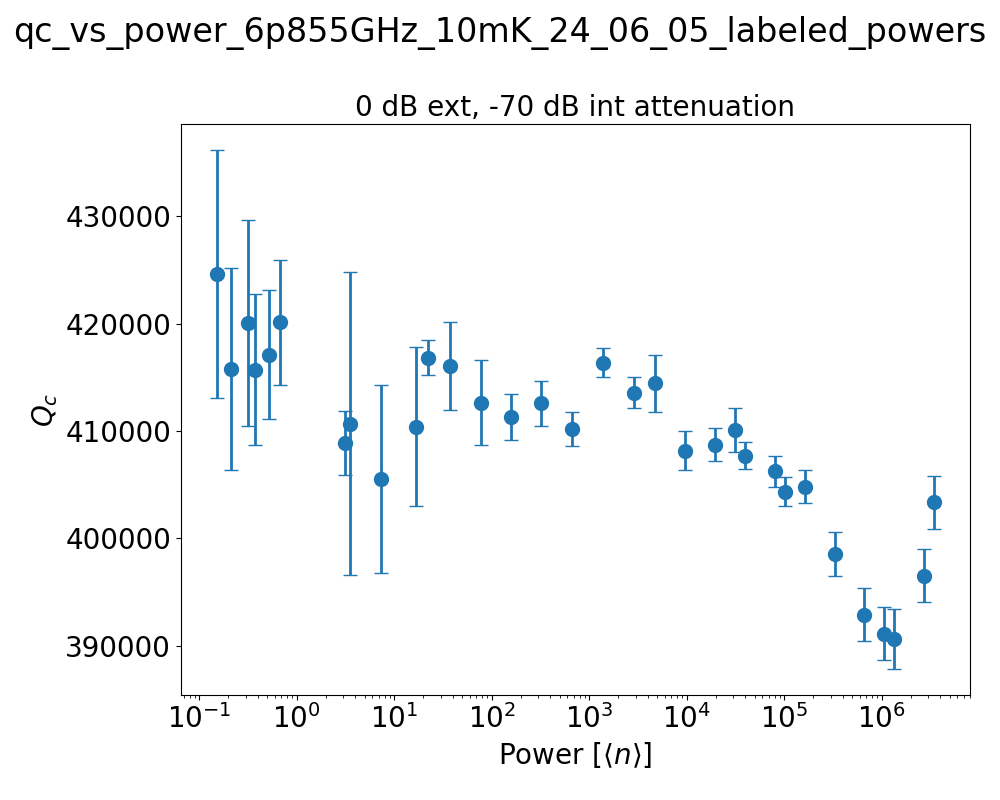 qc_vs_power_6p855GHz_10mK_24_06_05_labeled_powers
0 dB ext, -70 dB int attenuation
430000
420000
410000
400000
390000
Q_c
10^{-1} 10^0 10^1 10^2 10^3 10^4 10^5 10^6
Power [⟨n⟩]